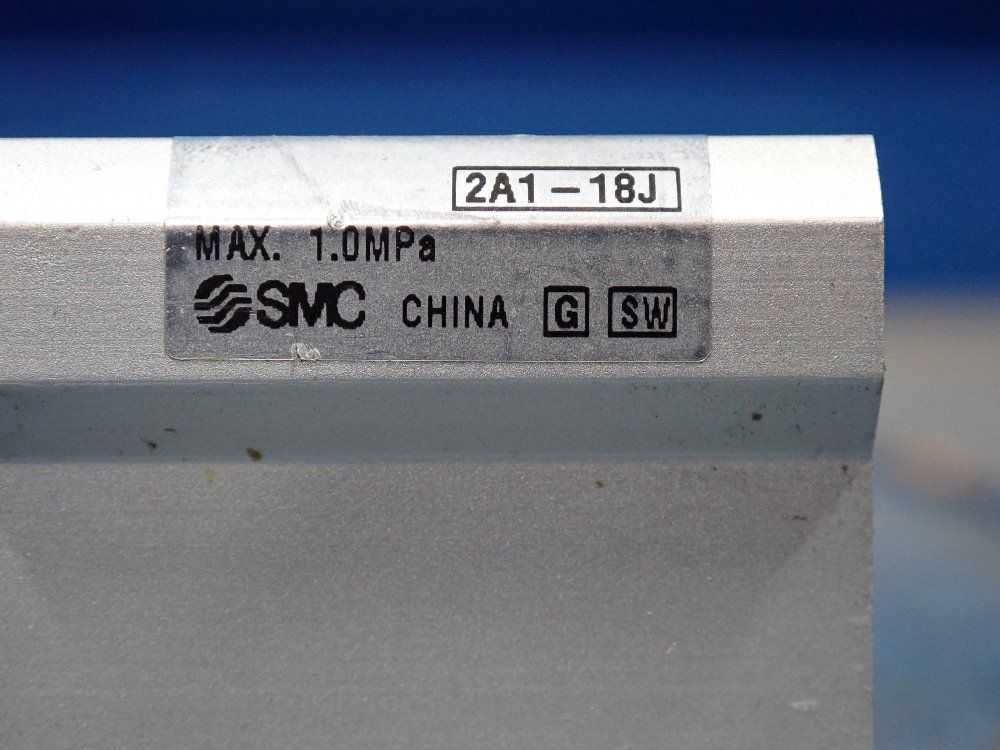 2A1-18J
MAX. 1.0MPa
SMC CHINA G SW